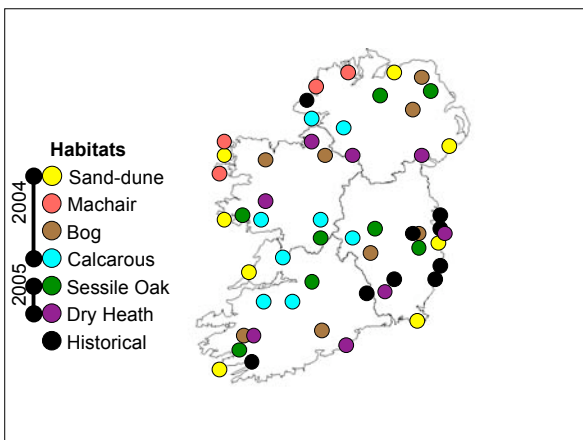 Habitats
2004
Sand-dune
Machair
Bog
Calcarous
2005
Sessile Oak
Dry Heath
Historical